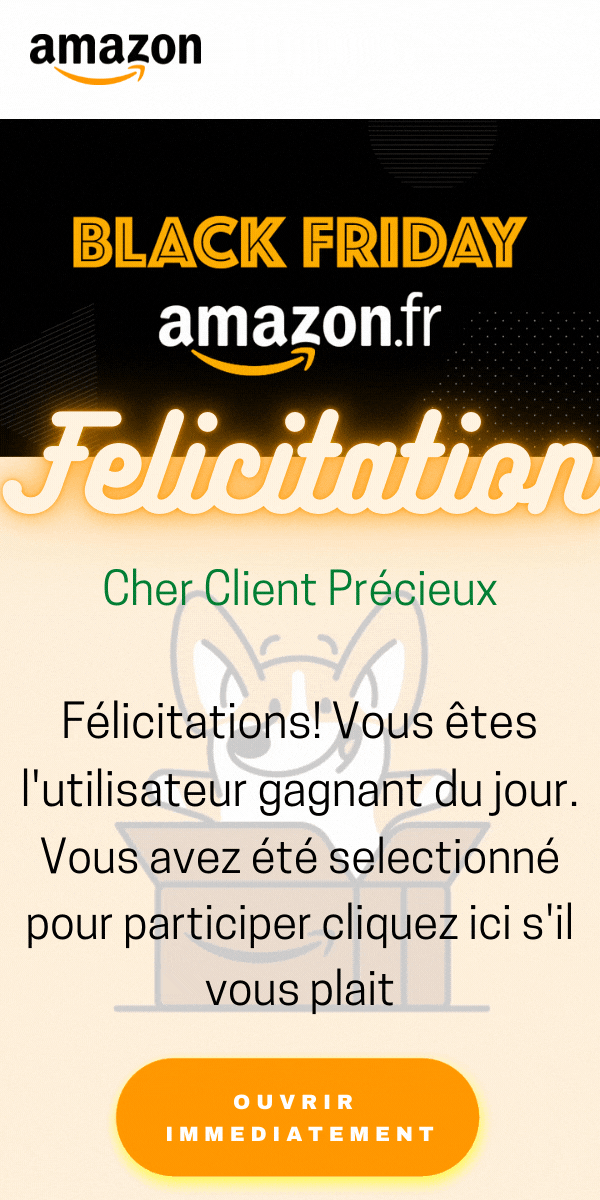 amazon
BLACK FRIDAY
amazon.fr
Felicitation
Cher Client Précieux
Félicitations! Vous êtes
l'utilisateur gagnant du jour.
Vous avez été selectionné
pour participer cliquez ici s'il
vous plait
OUVRIR
IMMEDIATEMENT